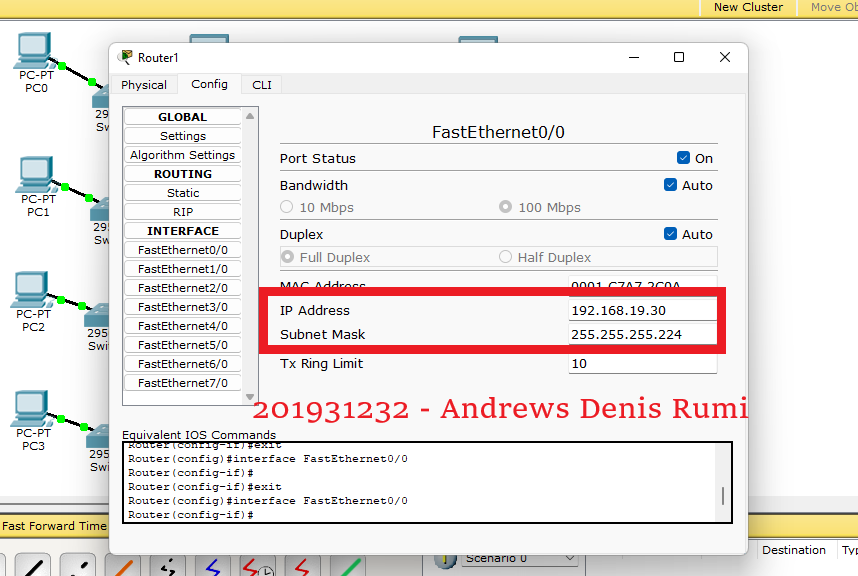 New Cluster
Move Ob
Router1
Physical
Config
CLI
PC-PT
PC0
29
Sw
PC-PT
PC1
295
Sw
PC-PT
PC2
295
Swi
PC-PT
PC3
295
Swi
GLOBAL
Settings
Algorithm Settings
ROUTING
Static
RIP
INTERFACE
FastEthernet0/0
FastEthernet1/0
FastEthernet2/0
FastEthernet3/0
FastEthernet4/0
FastEthernet5/0
FastEthernet6/0
FastEthernet7/0
FastEthernet0/0
Port Status On
Bandwidth Auto
10 Mbps 100 Mbps
Duplex Auto
Full Duplex Half Duplex
MAC Address 0001.C7A7.2C0A
IP Address 192.168.19.30
Subnet Mask 255.255.255.224
Tx Ring Limit 10
201931232 - Andrews Denis Rumi
Equivalent IOS Commands
Router(config-if)#exit
Router(config)#interface FastEthernet0/0
Router(config-if)#
Router(config-if)#exit
Router(config)#interface FastEthernet0/0
Router(config-if)#
Fast Forward Time
Scenario 0
Destination
Typ